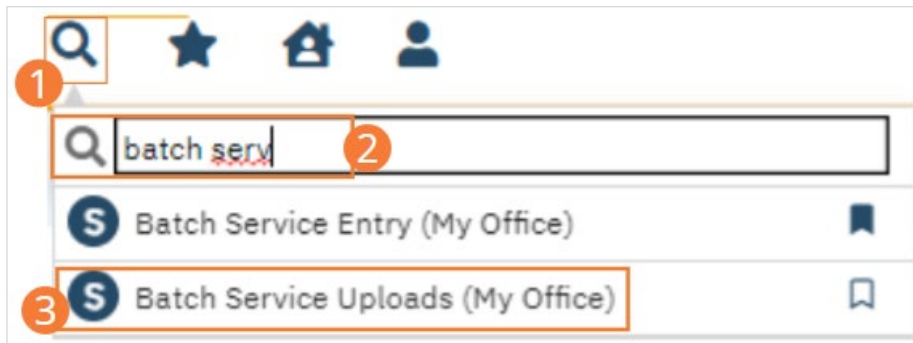 1
batch serv
2
S Batch Service Entry (My Office)
3
S Batch Service Uploads (My Office)